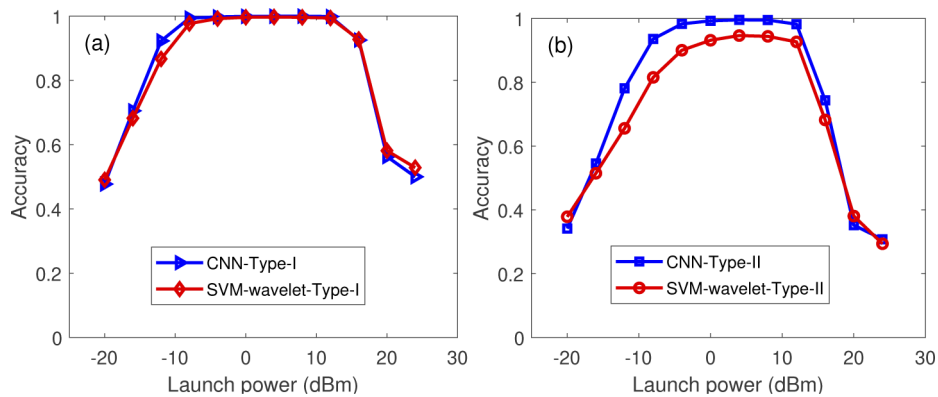 (a)
Accuracy
1
0.8
0.6
0.4
0.2
0
CNN-Type-I
SVM-wavelet-Type-I
-20 -10 0 10 20 30
Launch power (dBm)
(b)
Accuracy
1
0.8
0.6
0.4
0.2
0
CNN-Type-II
SVM-wavelet-Type-II
-20 -10 0 10 20 30
Launch power (dBm)